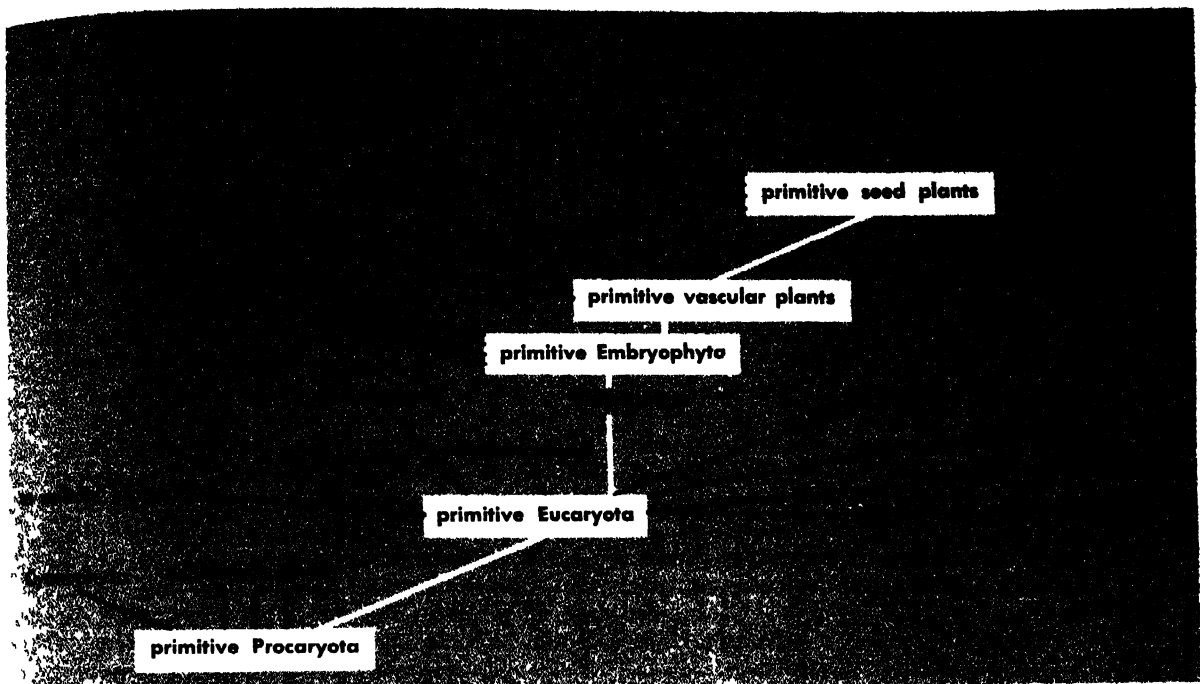 primitive seed plants
primitive vascular plants
primitive Embryophyta
primitive Eucaryota
primitive Procaryota